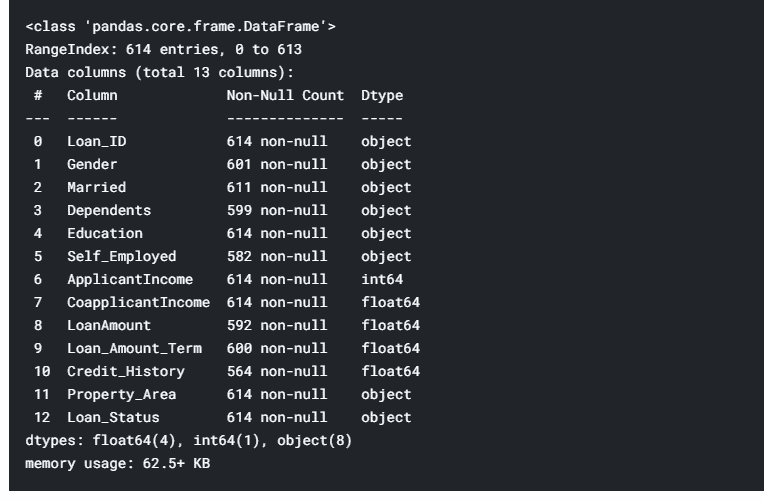 <class 'pandas.core.frame.DataFrame'>
RangeIndex: 614 entries, 0 to 613
Data columns (total 13 columns):
 #   Column             Non-Null Count  Dtype
---  ------             --------------  -----
 0   Loan_ID            614 non-null    object
 1   Gender             601 non-null    object
 2   Married            611 non-null    object
 3   Dependents         599 non-null    object
 4   Education          614 non-null    object
 5   Self_Employed      582 non-null    object
 6   ApplicantIncome    614 non-null    int64
 7   CoapplicantIncome  614 non-null    float64
 8   LoanAmount         592 non-null    float64
 9   Loan_Amount_Term   600 non-null    float64
 10  Credit_History     564 non-null    float64
 11  Property_Area      614 non-null    object
 12  Loan_Status        614 non-null    object
dtypes: float64(4), int64(1), object(8)
memory usage: 62.5+ KB